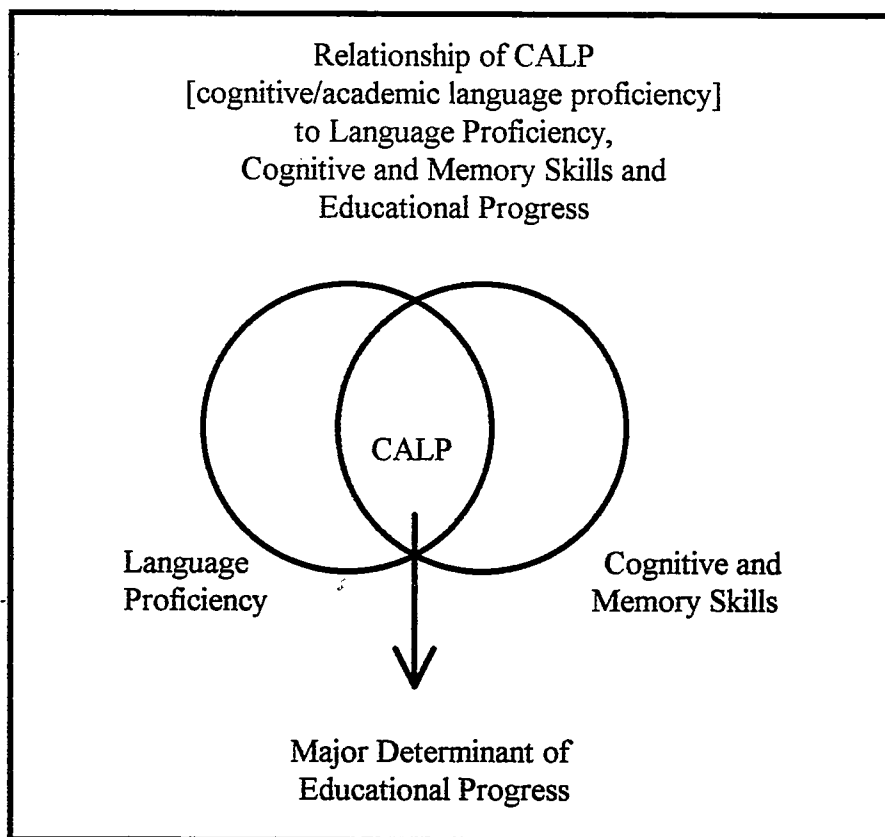 Relationship of CALP
[cognitive/academic language proficiency]
to Language Proficiency,
Cognitive and Memory Skills and
Educational Progress
CALP
Language
Proficiency
Cognitive and
Memory Skills
Major Determinant of
Educational Progress